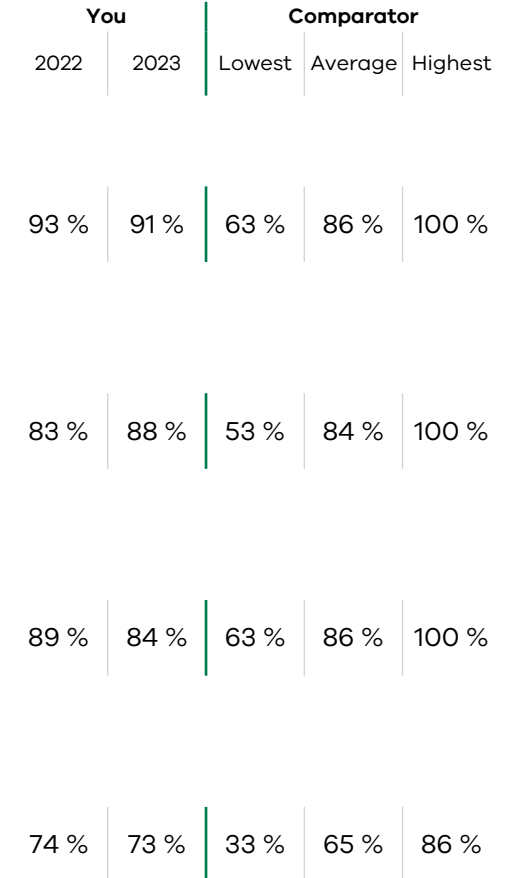 You Comparator
2022 2023 Lowest Average Highest
93 % 91 % 63 % 86 % 100 %
83 % 88 % 53 % 84 % 100 %
89 % 84 % 63 % 86 % 100 %
74 % 73 % 33 % 65 % 86 %